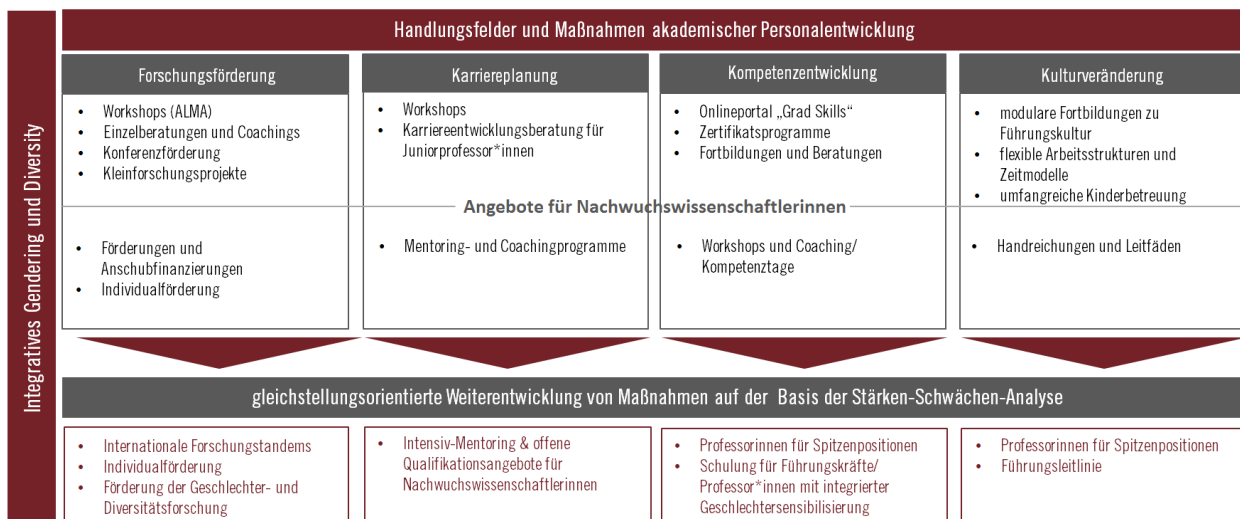 Integratives Gendering und Diversity
Handlungsfelder und Maßnahmen akademischer Personalentwicklung
Forschungsförderung
• Workshops (ALMA)
• Einzelberatungen und Coachings
• Konferenzförderung
• Kleinforschungsprojekte
Karriereplanung
• Workshops
• Karriereentwicklungsberatung für
Juniorprofessor*innen
Kompetenzentwicklung
• Onlineportal „Grad Skills“
• Zertifikatsprogramme
• Fortbildungen und Beratungen
Kulturveränderung
• modulare Fortbildungen zu
Führungskultur
• flexible Arbeitsstrukturen und
Zeitmodelle
• umfangreiche Kinderbetreuung
Angebote für Nachwuchswissenschaftlerinnen
• Förderungen und
Anschubfinanzierungen
• Individualförderung
• Mentoring- und Coachingprogramme
• Workshops und Coaching/
Kompetenztage
• Handreichungen und Leitfäden
gleichstellungsorientierte Weiterentwicklung von Maßnahmen auf der Basis der Stärken-Schwächen-Analyse
• Internationale Forschungstandems
• Individualförderung
• Förderung der Geschlechter- und
Diversitätsforschung
• Intensiv-Mentoring & offene
Qualifikationsangebote für
Nachwuchswissenschaftlerinnen
• Professorinnen für Spitzenpositionen
• Schulung für Führungskräfte/
Professor*innen mit integrierter
Geschlechtersensibilisierung
• Professorinnen für Spitzenpositionen
• Führungsleitlinie